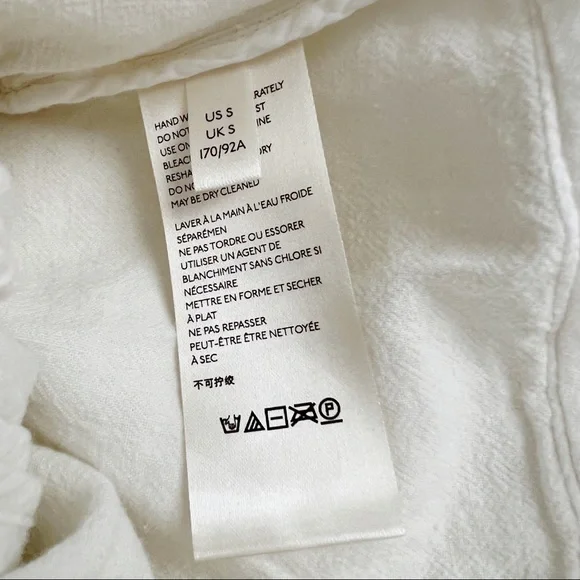 HAND W RATELY
DO NOT ST
USE ON INE
BLEAC
RESHA RY
DO NO
MAY BE DRY CLEANED
US S
UK S
170/92A
LAVER À LA MAIN À L'EAU FROIDE
SÉPARÉMEN
NE PAS TORDRE OU ESSORER
UTILISER UN AGENT DE
BLANCHIMENT SANS CHLORE SI
NÉCESSAIRE
METTRE EN FORME ET SECHER
À PLAT
NE PAS REPASSER
PEUT-ÊTRE ÊTRE NETTOYÉE
À SEC
不可拧绞
P